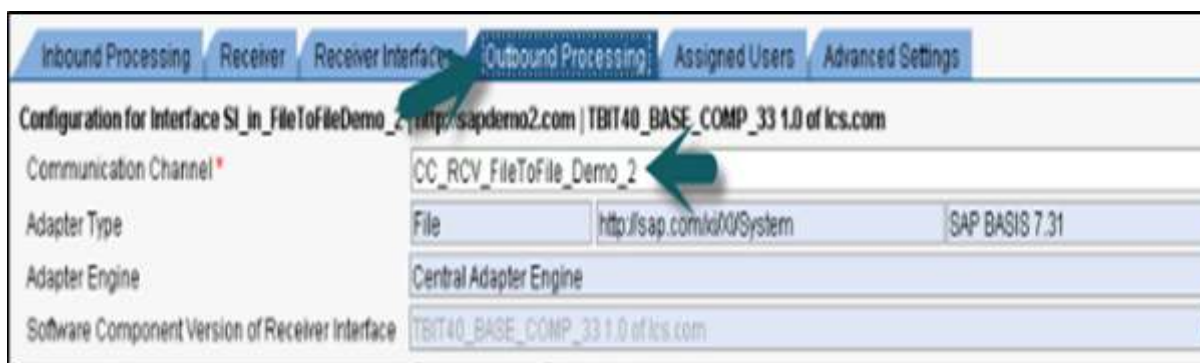 Inbound Processing Receiver Receiver Interfaces Outbound Processing Assigned Users Advanced Settings
Configuration for Interface SI_in_FileToFileDemo_2 | http://sapdemo2.com | TBIT40_BASE_COMP_33 1.0 of lcs.com
Communication Channel *
CC_RCV_FileToFile_Demo_2
Adapter Type
File http://sap.com/xi/XI/System SAP BASIS 7.31
Adapter Engine
Central Adapter Engine
Software Component Version of Receiver Interface
TBIT40_BASE_COMP_33 1.0 of lcs.com